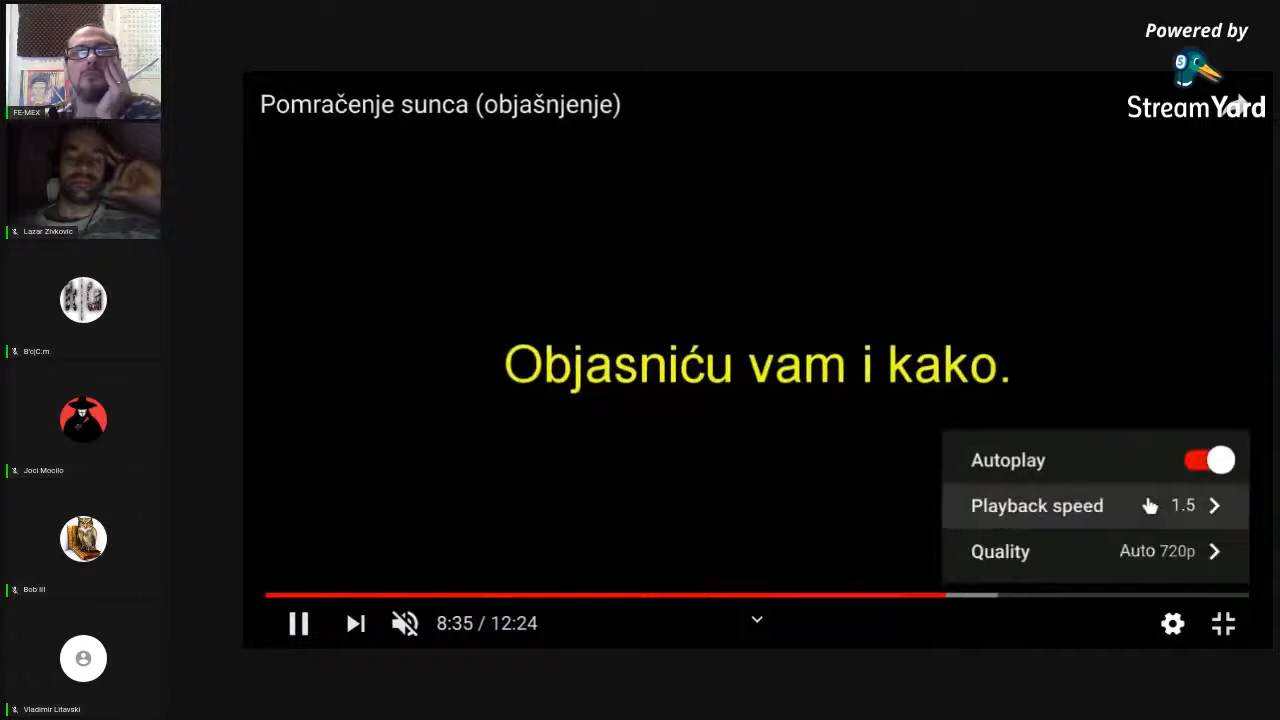 Powered by
StreamYard
FE-MEX
Lazar Zivkovic
B'c|C.m
Joci Mocilo
Bob III
Vladimir Litavski
Pomračenje sunca (objašnjenje)
Objasniću vam i kako.
Autoplay
Playback speed 1.5
Quality Auto 720p
8:35 / 12:24